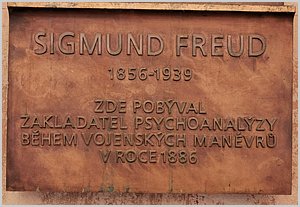 SIGMUND FREUD
1856-1939
ZDE POBÝVAL
ZAKLADATEL PSYCHOANALÝZY
BĚHEM VOJENSKÝCH MANÉVRŮ
V ROCE 1886